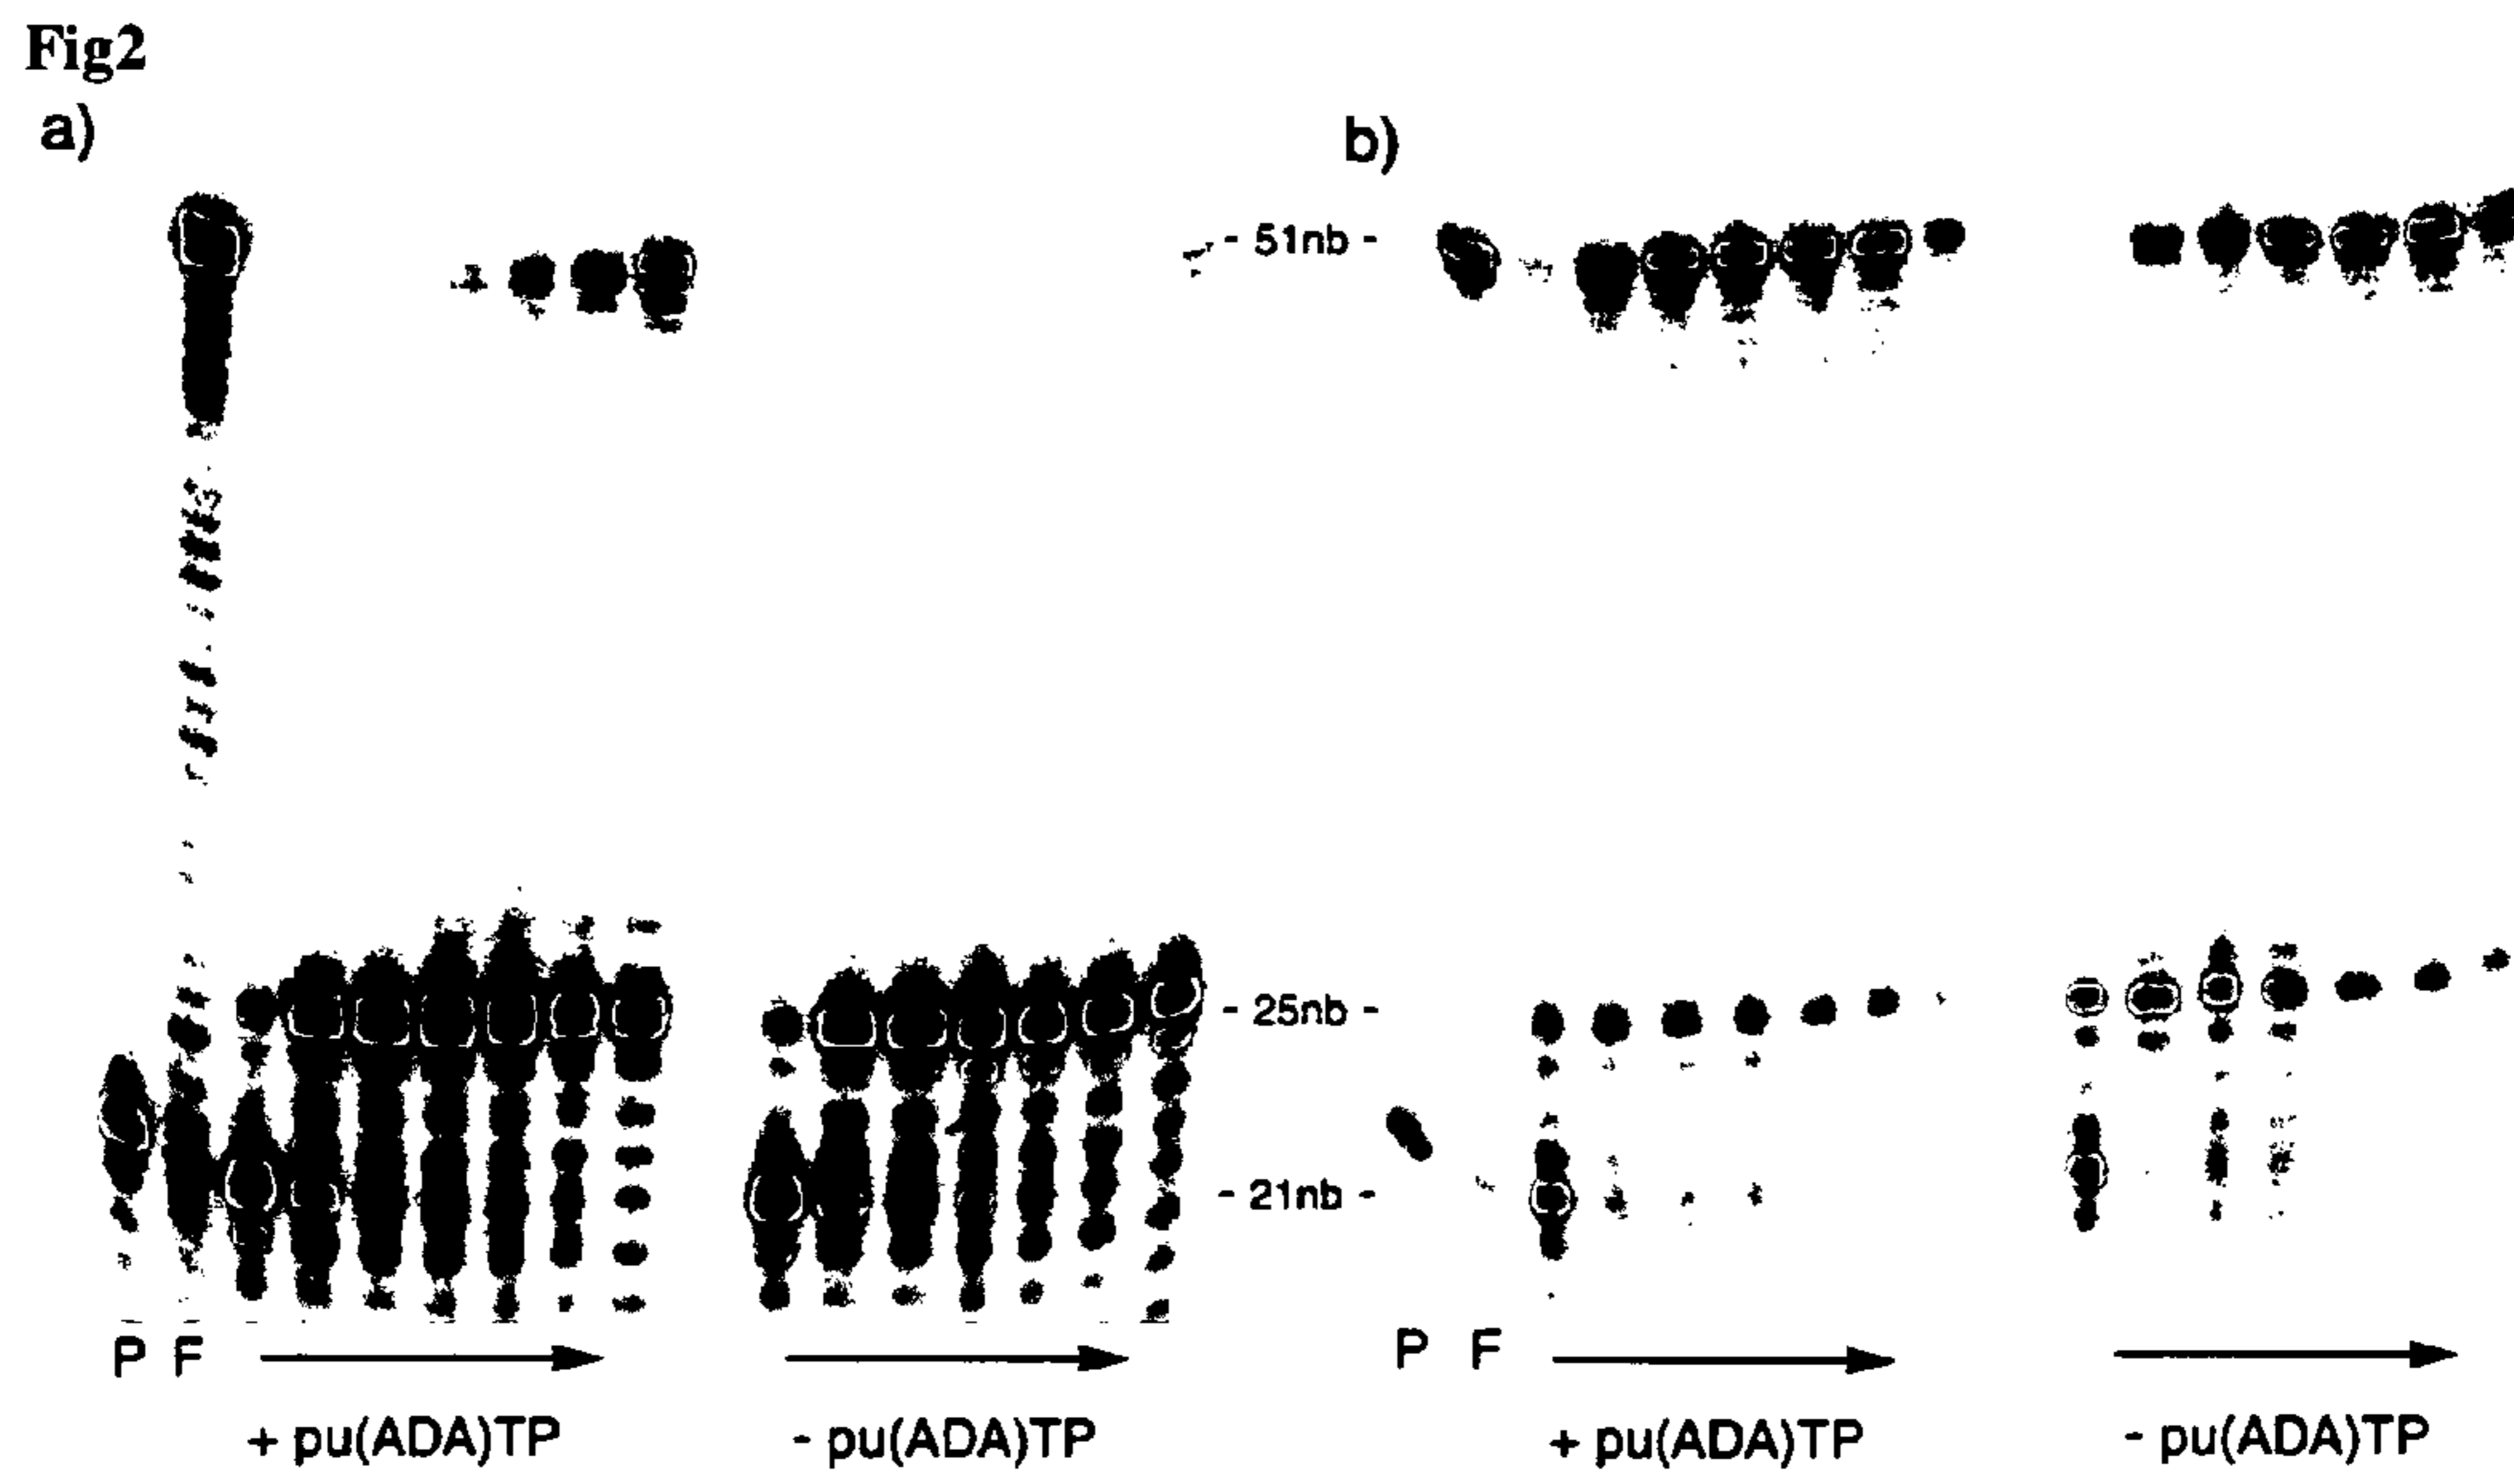 Fig2
a)
b)
- 51nb -
- 25nb -
- 21nb -
P F
P F
+ pu(ADA)TP
- pu(ADA)TP
+ pu(ADA)TP
- pu(ADA)TP